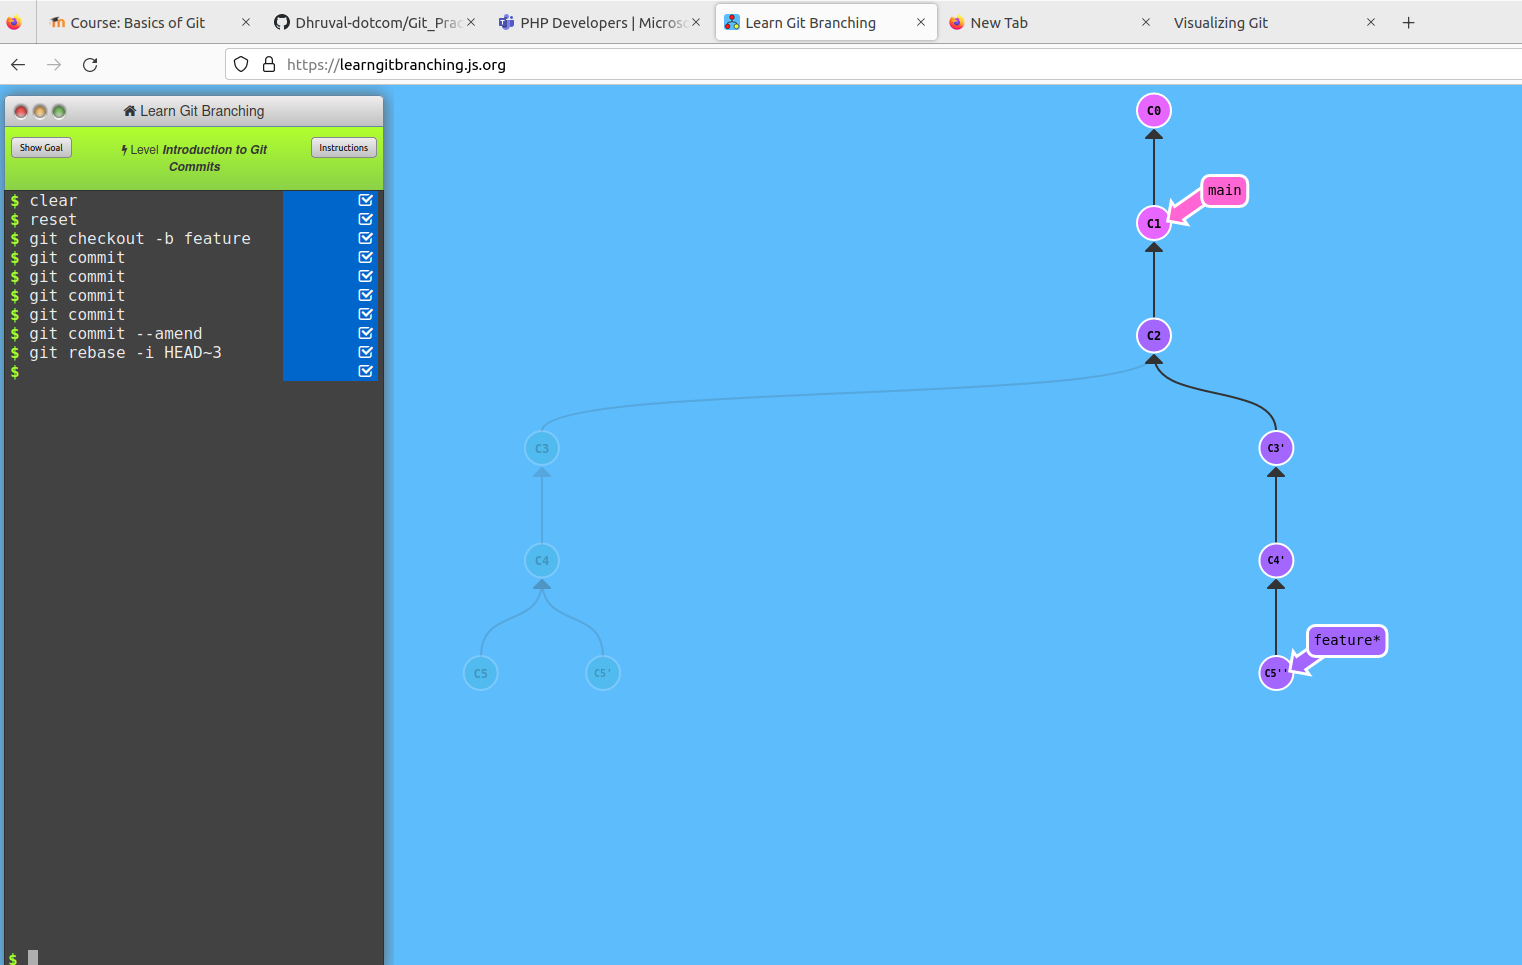 Course: Basics of Git
Dhruval-dotcom/Git_Prac
PHP Developers | Microso
Learn Git Branching
New Tab
Visualizing Git
https://learngitbranching.js.org
Learn Git Branching
Show Goal
Level Introduction to Git
Commits
Instructions
$ clear
$ reset
$ git checkout -b feature
$ git commit
$ git commit
$ git commit
$ git commit
$ git commit --amend
$ git rebase -i HEAD~3
$
$
C0
main
C1
C2
C3
C3'
C4
C4'
feature*
C5
C5'
C5''